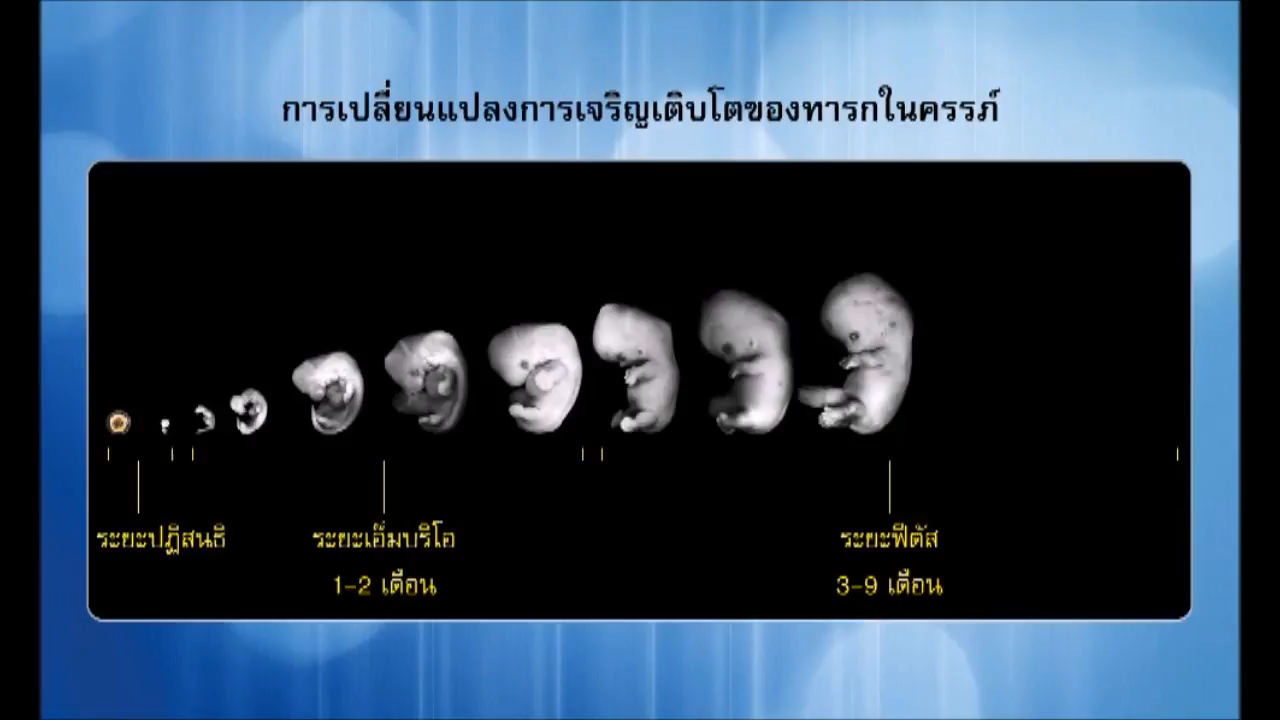 การเปลี่ยนแปลงการเจริญเติบโตของทารกในครรภ์
ระยะปฏิสนธิ
ระยะเอ็มบริโอ
ระยะฟีตัส
1-2 เดือน
3-9 เดือน